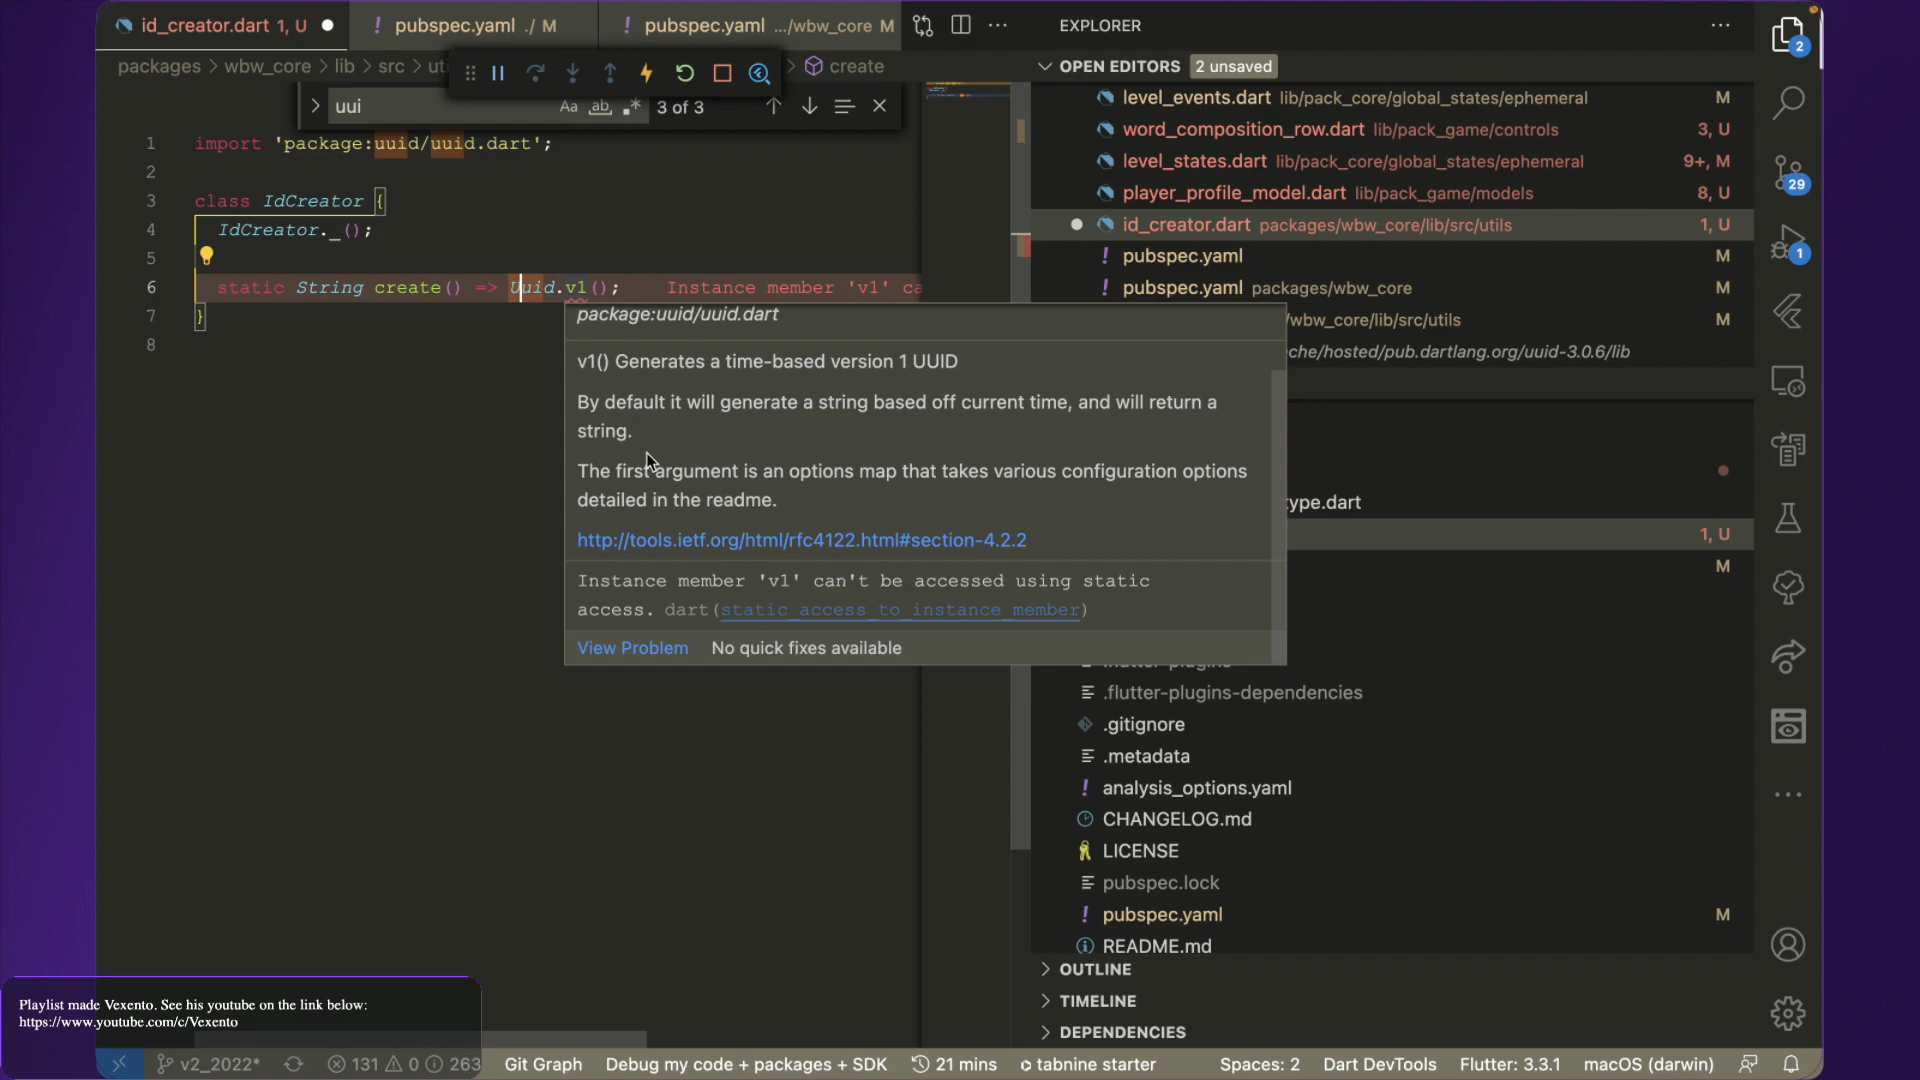 id_creator.dart 1, U
pubspec.yaml ./ M
pubspec.yaml .../wbw_core M
EXPLORER
packages > wbw_core > lib > src >
> create
OPEN EDITORS 2 unsaved
uui
Aa ab 3 of 3
level_events.dart lib/pack_core/global_states/ephemeral M
word_composition_row.dart lib/pack_game/controls 3, U
level_states.dart lib/pack_core/global_states/ephemeral 9+, M
player_profile_model.dart lib/pack_game/models 8, U
id_creator.dart packages/wbw_core/lib/src/utils 1, U
pubspec.yaml M
pubspec.yaml packages/wbw_core M
/wbw_core/lib/src/utils M
che/hosted/pub.dartlang.org/uuid-3.0.6/lib
1 import 'package:uuid/uuid.dart';
2
3 class IdCreator {
4 IdCreator._();
5
6 static String create() => Uuid.v1(); Instance member 'v1' ca
7 }
8
package:uuid/uuid.dart
v1() Generates a time-based version 1 UUID
By default it will generate a string based off current time, and will return a
string.
The first argument is an options map that takes various configuration options
detailed in the readme.
http://tools.ietf.org/html/rfc4122.html#section-4.2.2
Instance member 'v1' can't be accessed using static
access. dart(static_access_to_instance_member)
View Problem No quick fixes available
ype.dart
1, U
M
.flutter-plugins-dependencies
.gitignore
.metadata
analysis_options.yaml
CHANGELOG.md
LICENSE
pubspec.lock
pubspec.yaml M
README.md
OUTLINE
TIMELINE
DEPENDENCIES
2
29
1
Playlist made Vexento. See his youtube on the link below:
https://www.youtube.com/c/Vexento
v2_2022* 131 0 263 Git Graph Debug my code + packages + SDK 21 mins tabnine starter Spaces: 2 Dart DevTools Flutter: 3.3.1 macOS (darwin)